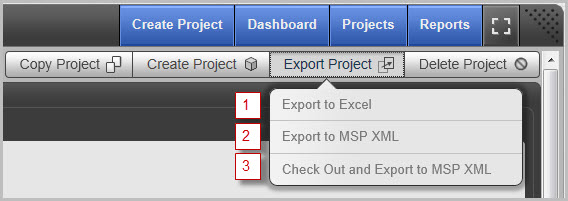 Create Project Dashboard Projects Reports
Copy Project Create Project Export Project Delete Project
1 Export to Excel
2 Export to MSP XML
3 Check Out and Export to MSP XML